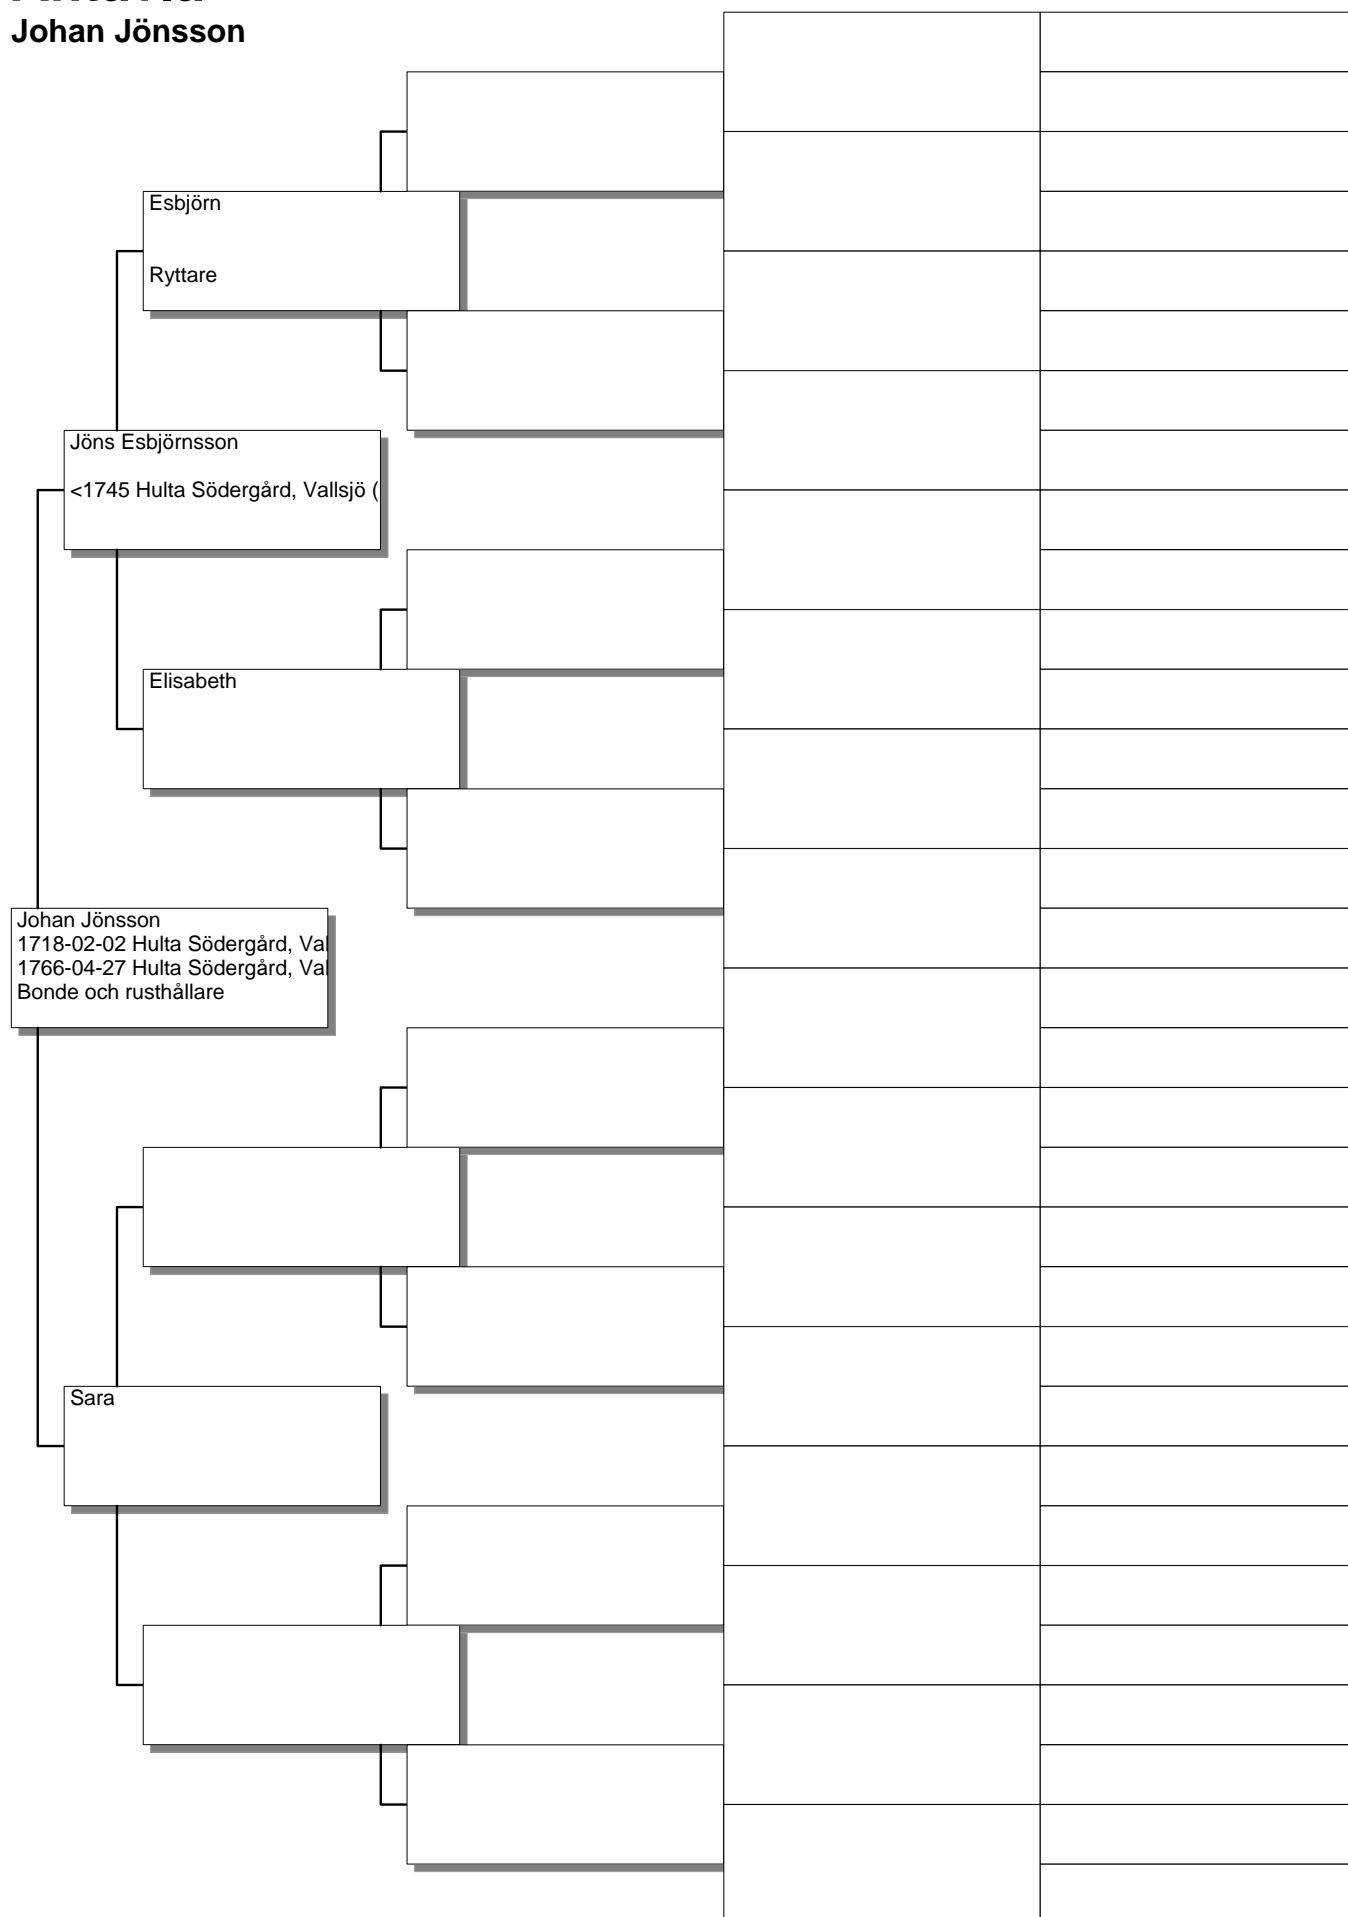 Johan Jönsson
Esbjörn
Ryttare
Jöns Esbjörnsson
<1745 Hulta Södergård, Vallsjö (
Elisabeth
Johan Jönsson
1718-02-02 Hulta Södergård, Val
1766-04-27 Hulta Södergård, Val
Bonde och rusthållare
Sara